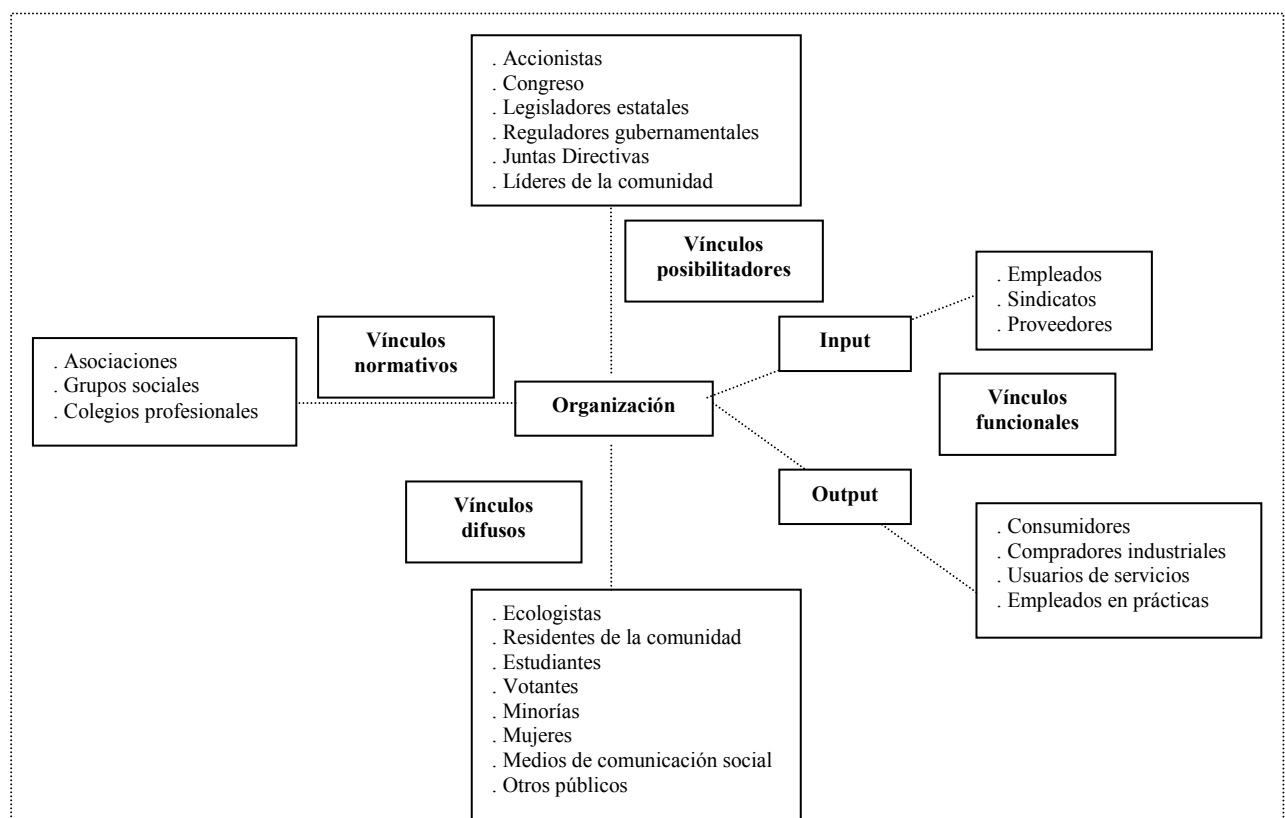 . Accionistas
. Congreso
. Legisladores estatales
. Reguladores gubernamentales
. Juntas Directivas
. Líderes de la comunidad
Vínculos
posibilitadores
. Empleados
. Sindicatos
. Proveedores
Input
Vínculos
normativos
. Asociaciones
. Grupos sociales
. Colegios profesionales
Organización
Vínculos
funcionales
Output
Vínculos
difusos
. Consumidores
. Compradores industriales
. Usuarios de servicios
. Empleados en prácticas
. Ecologistas
. Residentes de la comunidad
. Estudiantes
. Votantes
. Minorías
. Mujeres
. Medios de comunicación social
. Otros públicos